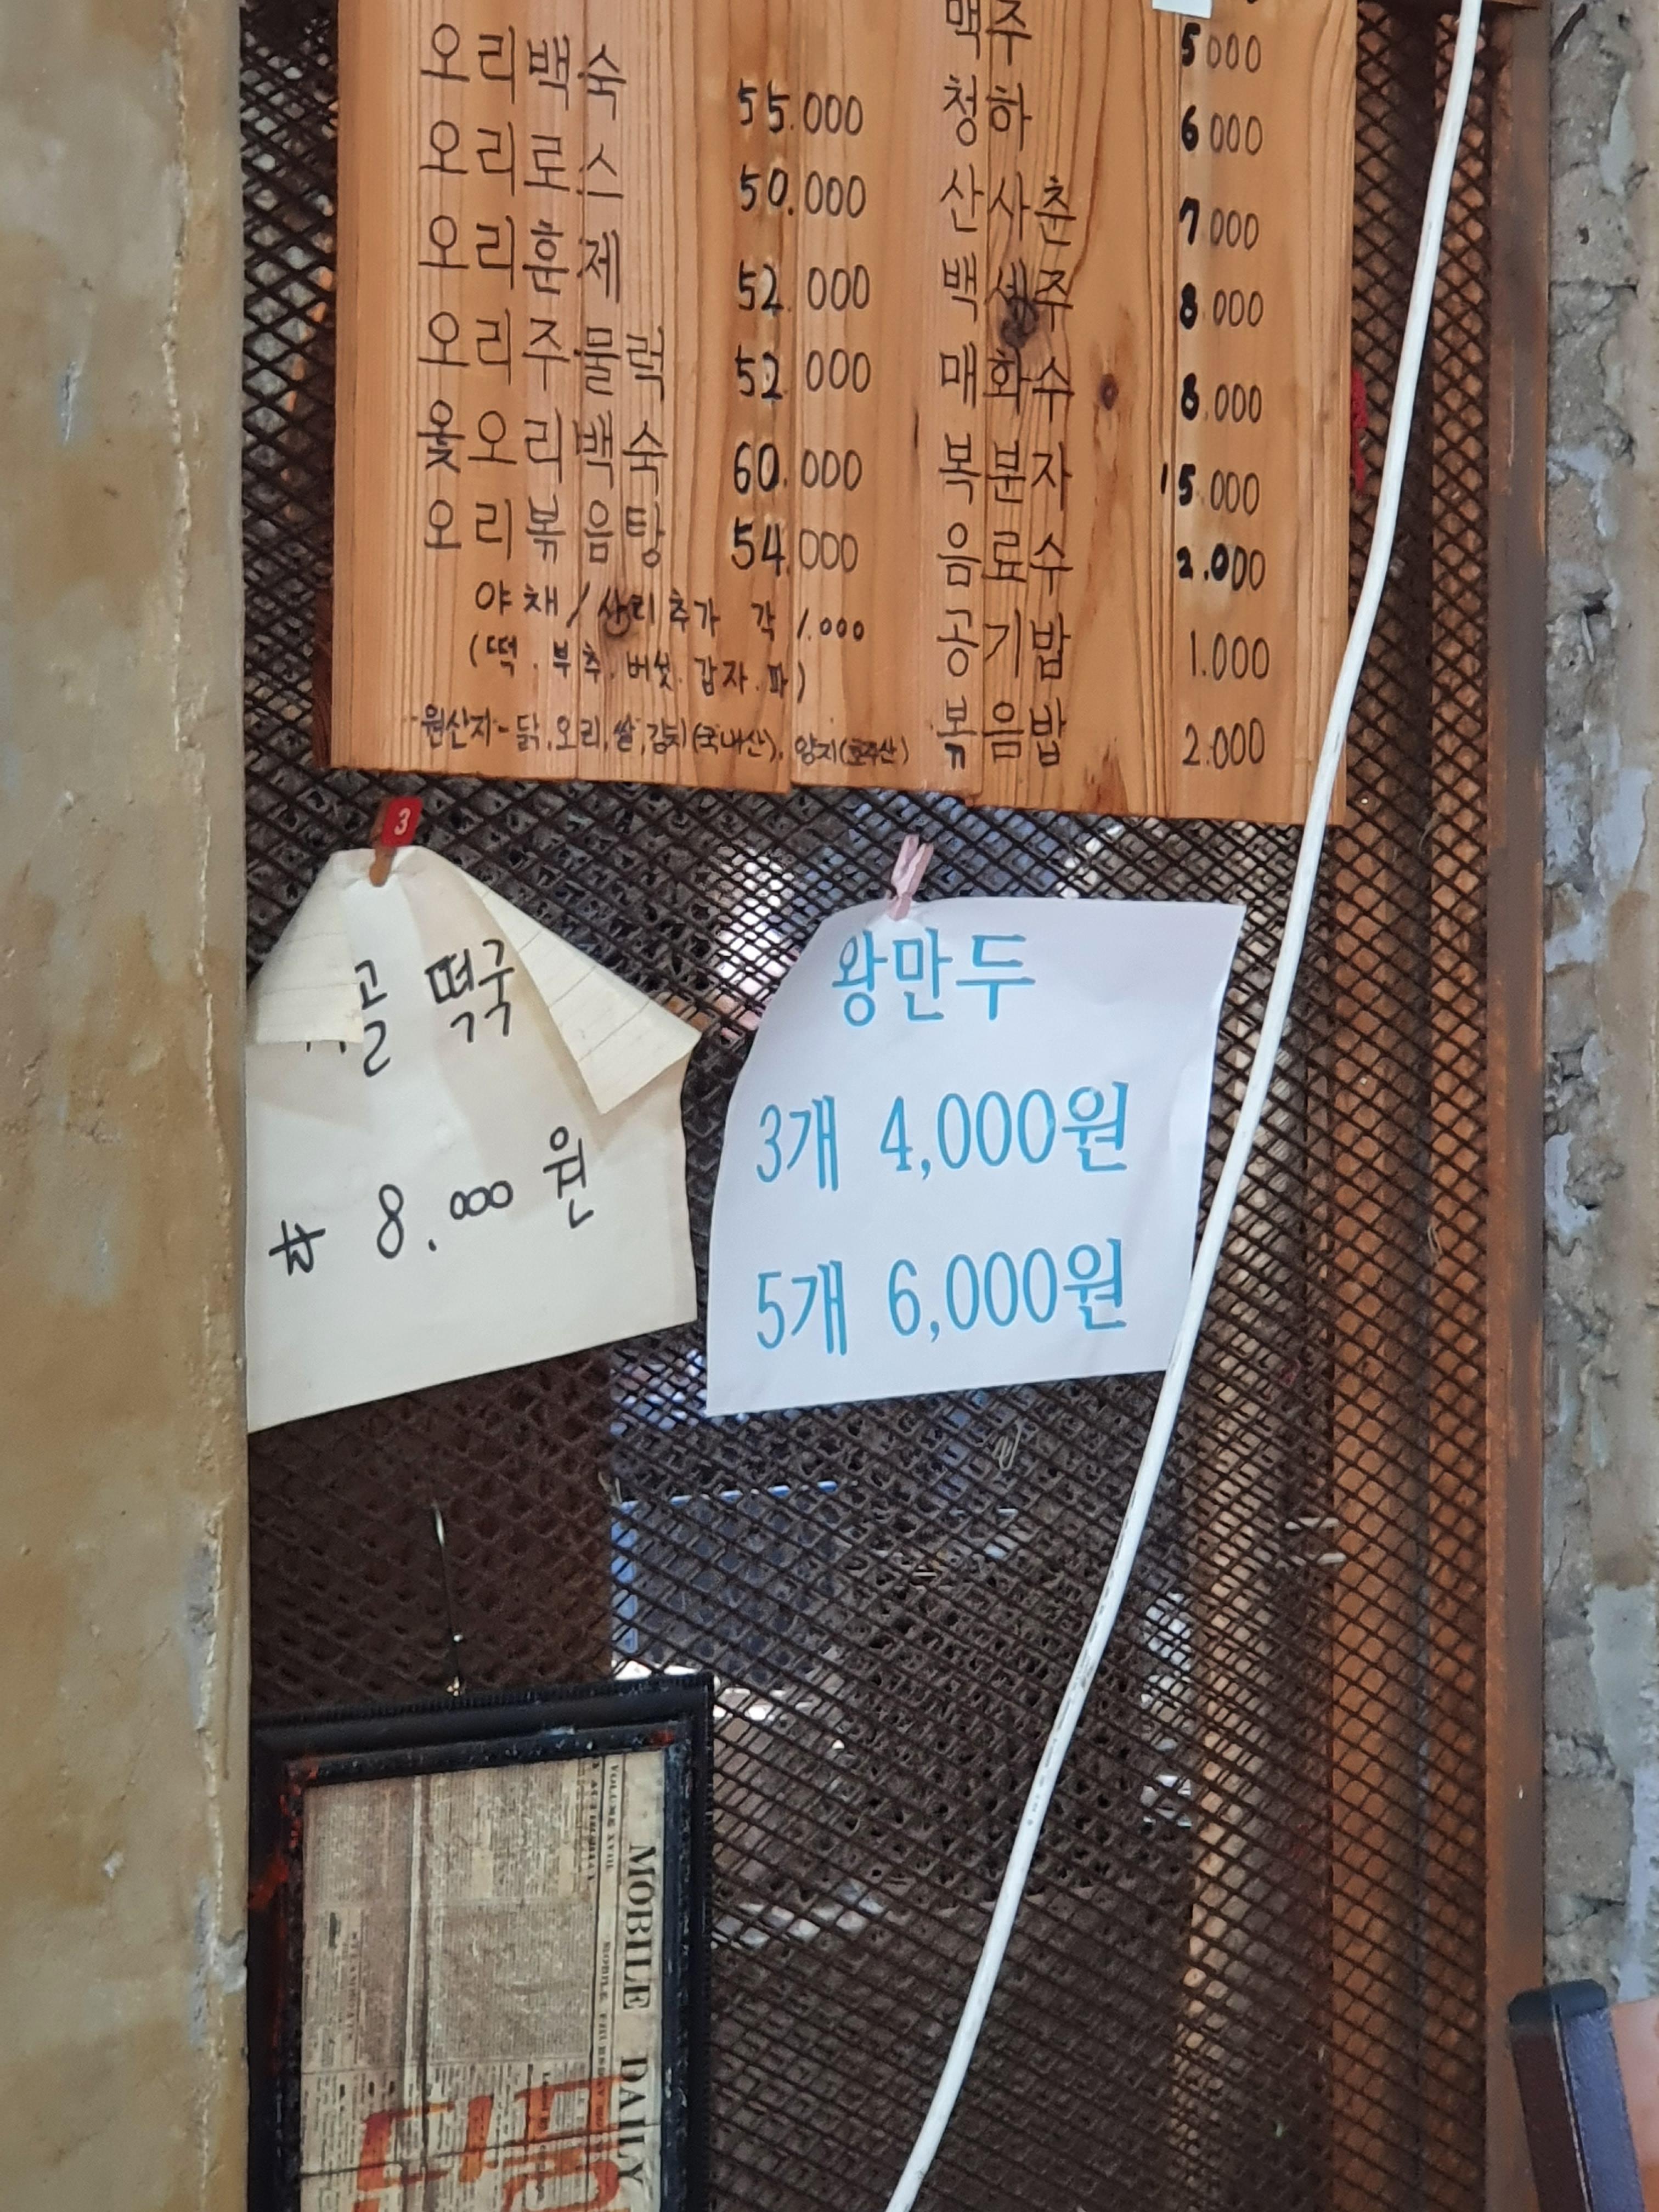 오리백숙 55.000
오리로스 50.000
오리훈제 52.000
오리주물럭 52.000
옻오리백숙 60.000
오리볶음탕 54.000
야채/사리추가 각 1.000
(떡.부추.버섯.감자.파)
원산지-닭,오리,쌀,김치(국내산), 양지(호주산)
맥주 5000
청하 6000
산사춘 7000
백세주 8.000
매화수 8.000
복분자 15.000
음료수 2.000
공기밥 1.000
볶음밥 2.000
3
골 떡국
₩ 8.000 원
왕만두
3개 4,000원
5개 6,000원
MOBILE DAILY